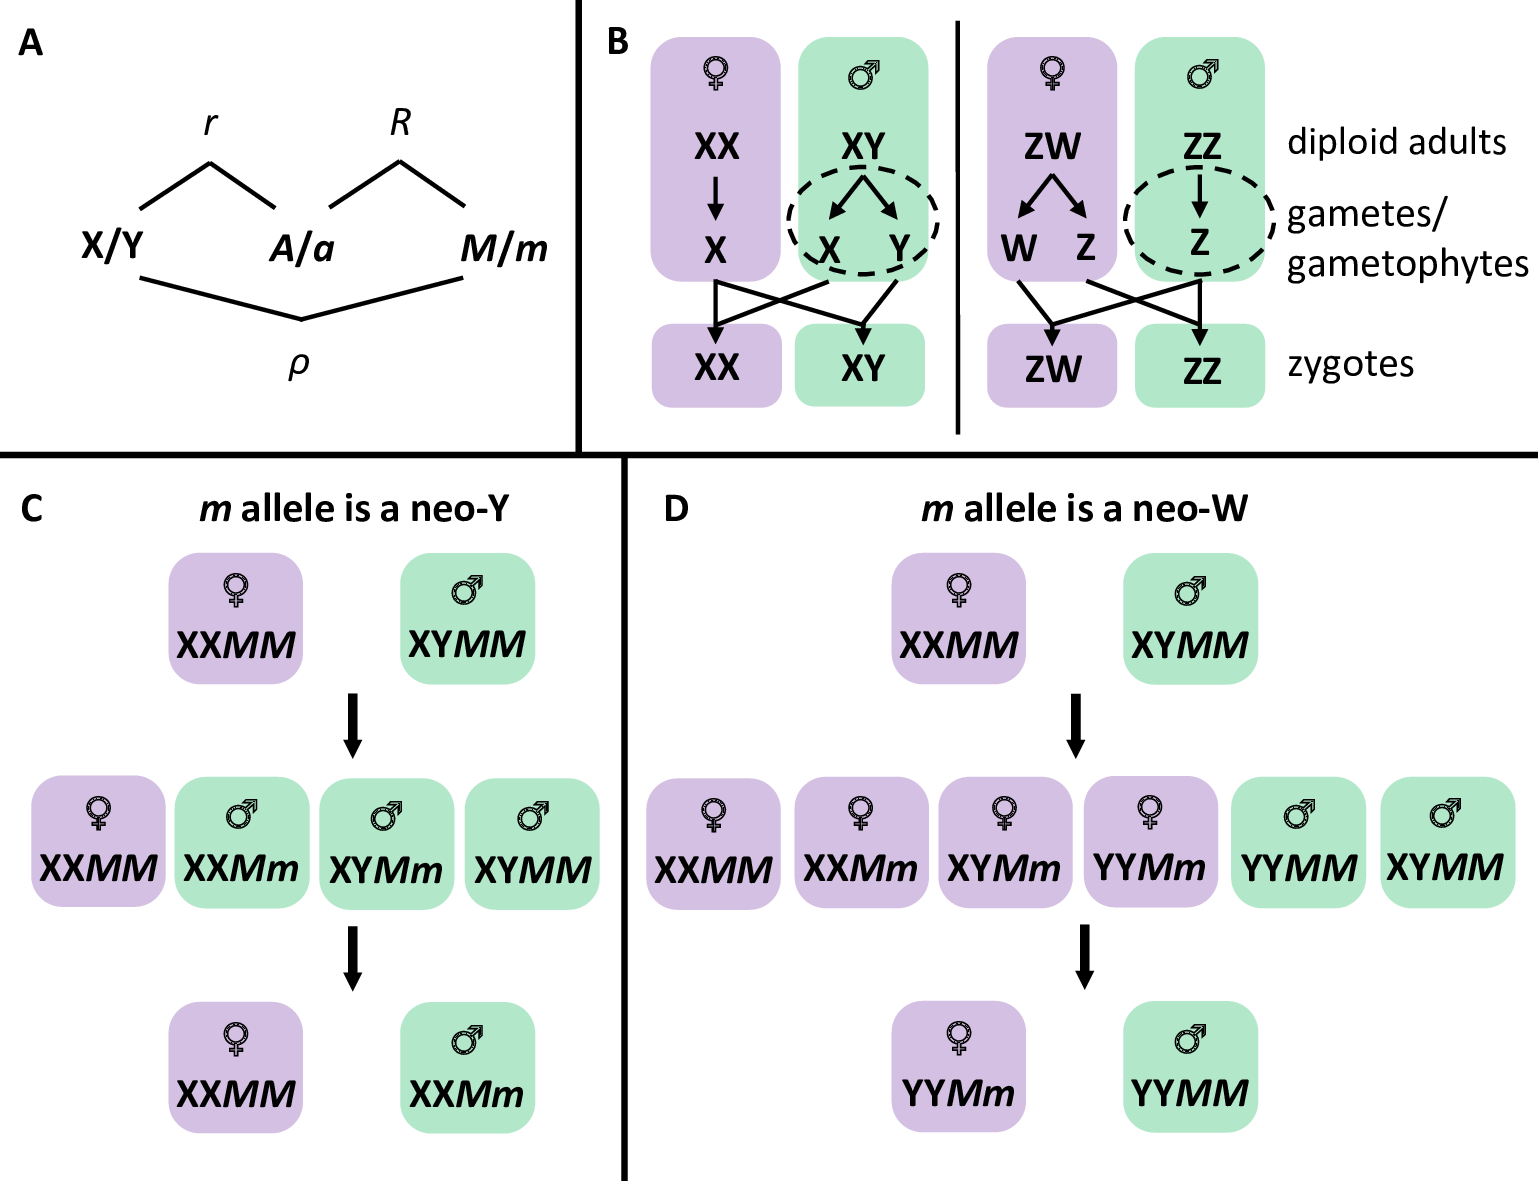 A
r
R
X/Y
A/a
M/m
ρ
B
♀
♂
♀
♂
XX
XY
ZW
ZZ
diploid adults
X
X
Y
W
Z
Z
gametes/
gametophytes
XX
XY
ZW
ZZ
zygotes
C
m allele is a neo-Y
♀
♂
XXMM
XYMM
♀
♂
♂
♂
XXMM
XXMm
XYMm
XYMM
♀
♂
XXMM
XXMm
D
m allele is a neo-W
♀
♂
XXMM
XYMM
♀
♀
♀
♀
♂
♂
XXMM
XXMm
XYMm
YYMm
YYMM
XYMM
♀
♂
YYMm
YYMM